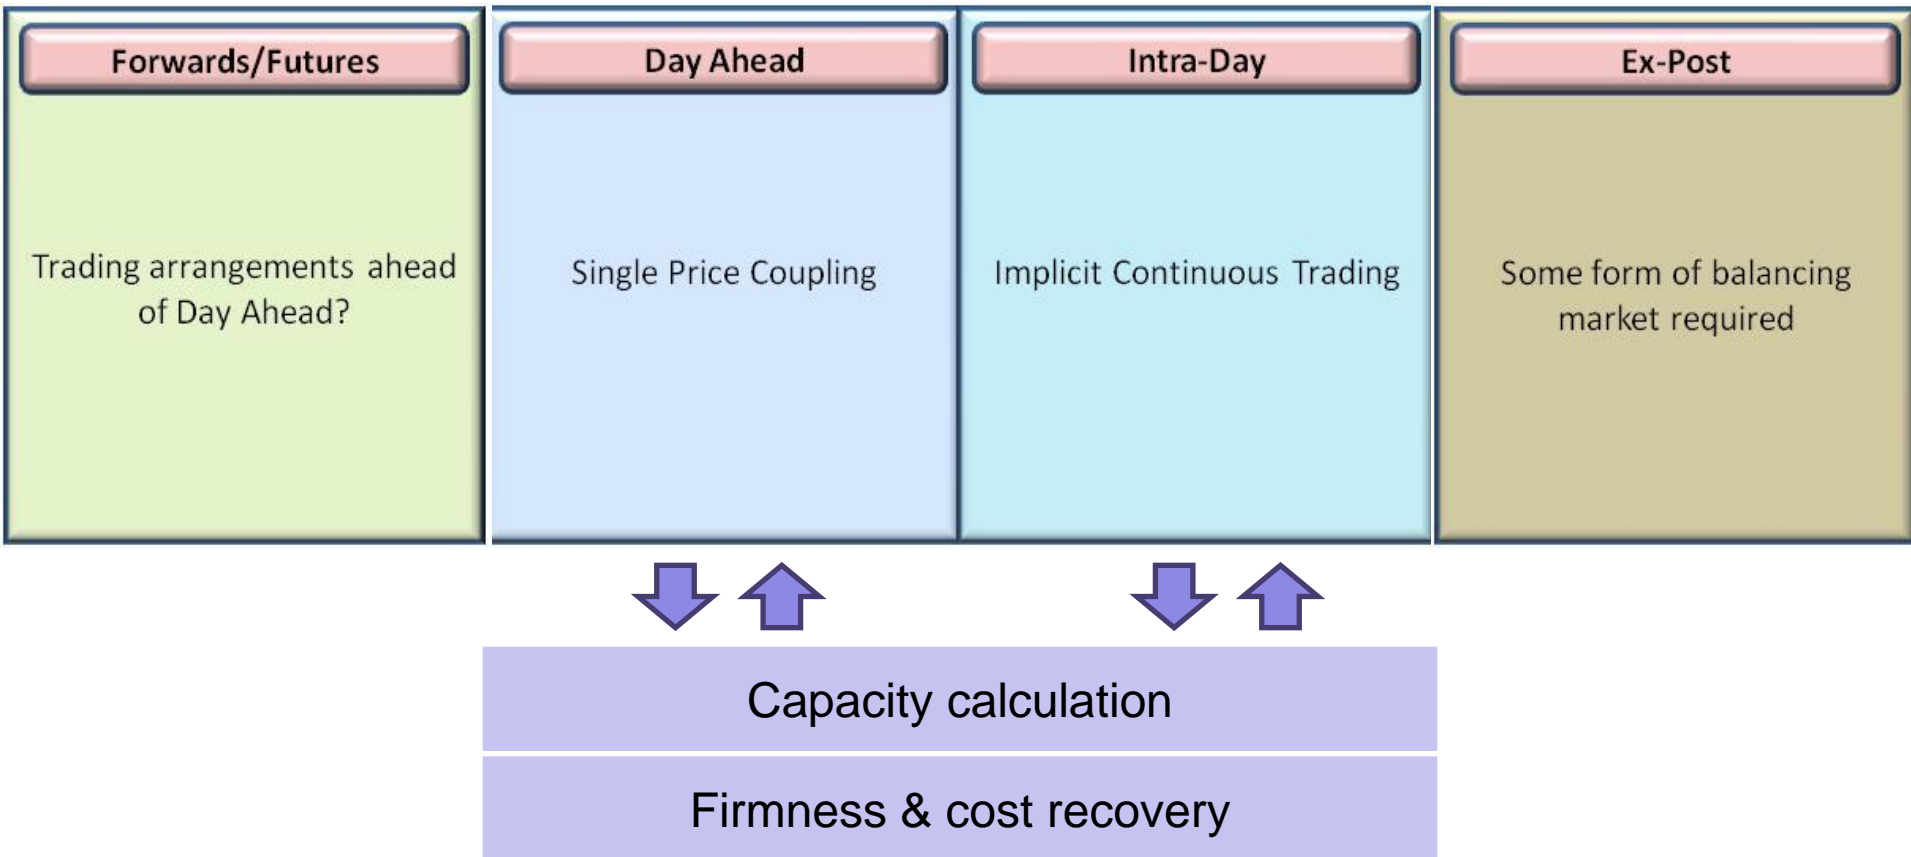 Forwards/Futures
Trading arrangements ahead
of Day Ahead?
Day Ahead
Single Price Coupling
Intra-Day
Implicit Continuous Trading
Ex-Post
Some form of balancing
market required
Capacity calculation
Firmness & cost recovery